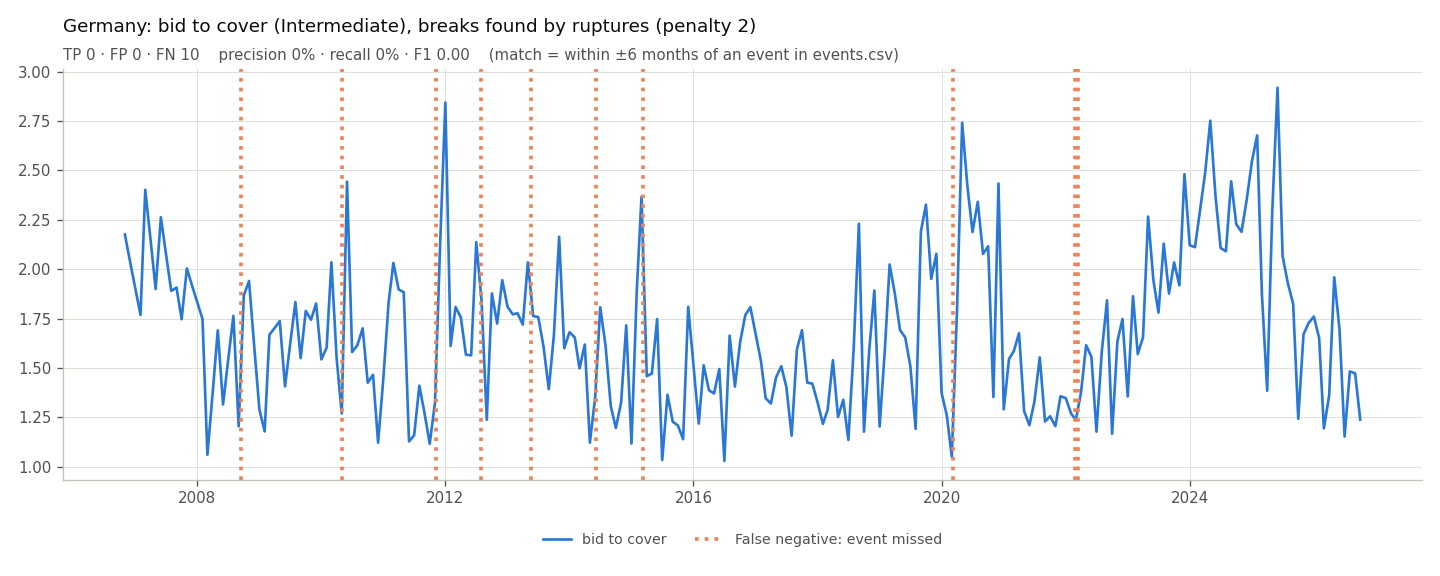 Germany: bid to cover (Intermediate), breaks found by ruptures (penalty 2)
TP 0 · FP 0 · FN 10    precision 0% · recall 0% · F1 0.00    (match = within ±6 months of an event in events.csv)
3.00
2.75
2.50
2.25
2.00
1.75
1.50
1.25
1.00
2008 2012 2016 2020 2024
bid to cover    False negative: event missed